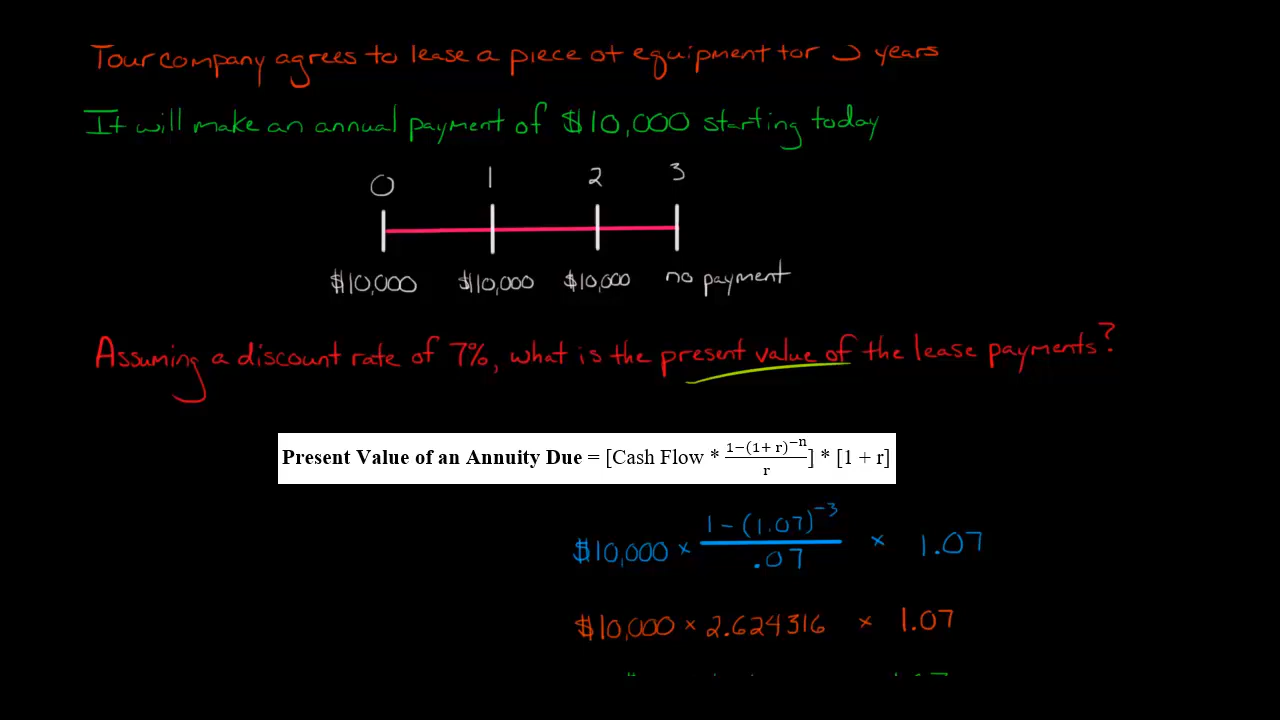 Your company agrees to lease a piece of equipment for 3 years
It will make an annual payment of $10,000 starting today
0 1 2 3
$10,000 $10,000 $10,000 no payment
Assuming a discount rate of 7%, what is the present value of the lease payments?
Present Value of an Annuity Due = [Cash Flow * 1−(1+ r)^−n / r] * [1 + r]
$10,000 × 1 − (1.07)^−3 / .07 × 1.07
$10,000 × 2.624316 × 1.07